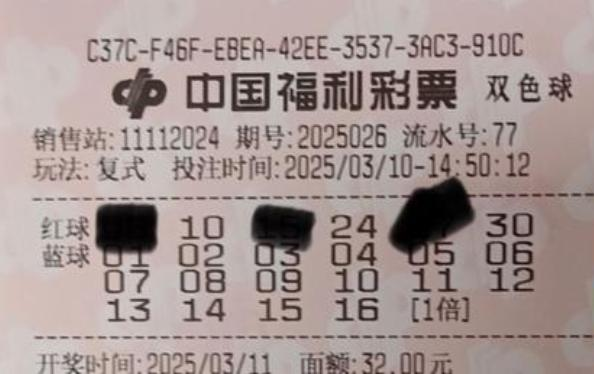 C37C-F46F-EBEA-42EE-3537-3AC3-910C
中国福利彩票 双色球
销售站:11112024 期号:2025026 流水号:77
玩法:复式 投注时间:2025/03/10-14:50:12
红球 10 24 30
蓝球 01 02 03 04 05 06
07 08 09 10 11 12
13 14 15 16 [1倍]
开奖时间:2025/03/11 面额:32.00元